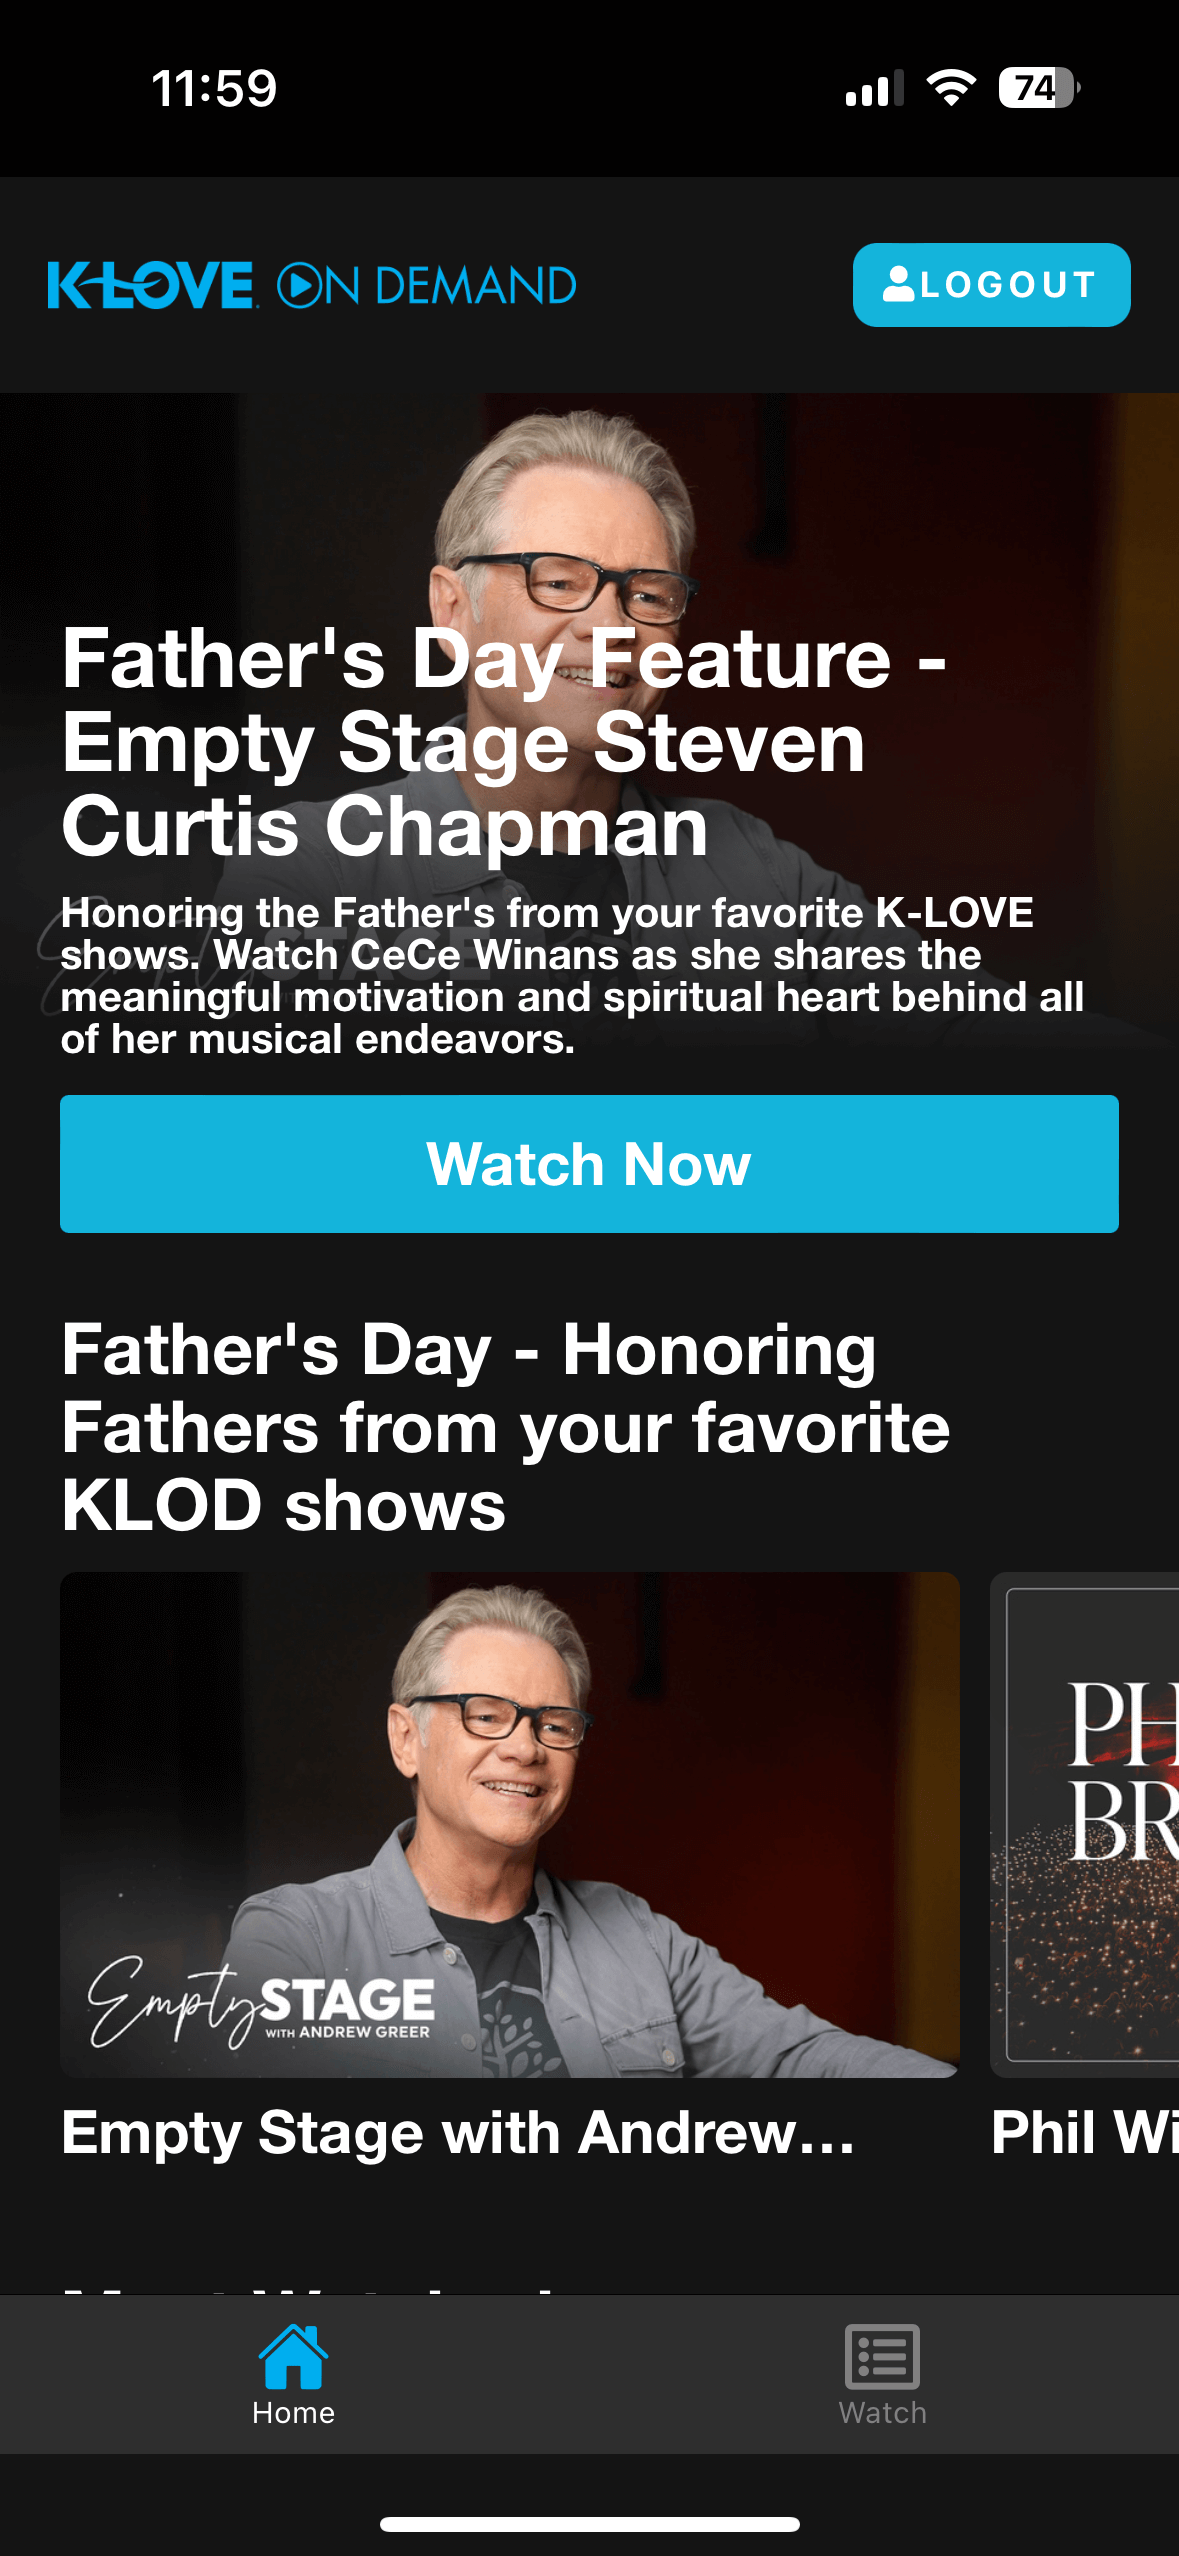 11:59
74
K-LOVE ON DEMAND
LOGOUT
Father's Day Feature -
Empty Stage Steven
Curtis Chapman
Honoring the Father's from your favorite K-LOVE
shows. Watch CeCe Winans as she shares the
meaningful motivation and spiritual heart behind all
of her musical endeavors.
Watch Now
Father's Day - Honoring
Fathers from your favorite
KLOD shows
Empty STAGE
WITH ANDREW GREER
PH
BR
Empty Stage with Andrew...
Phil Wi
Home
Watch